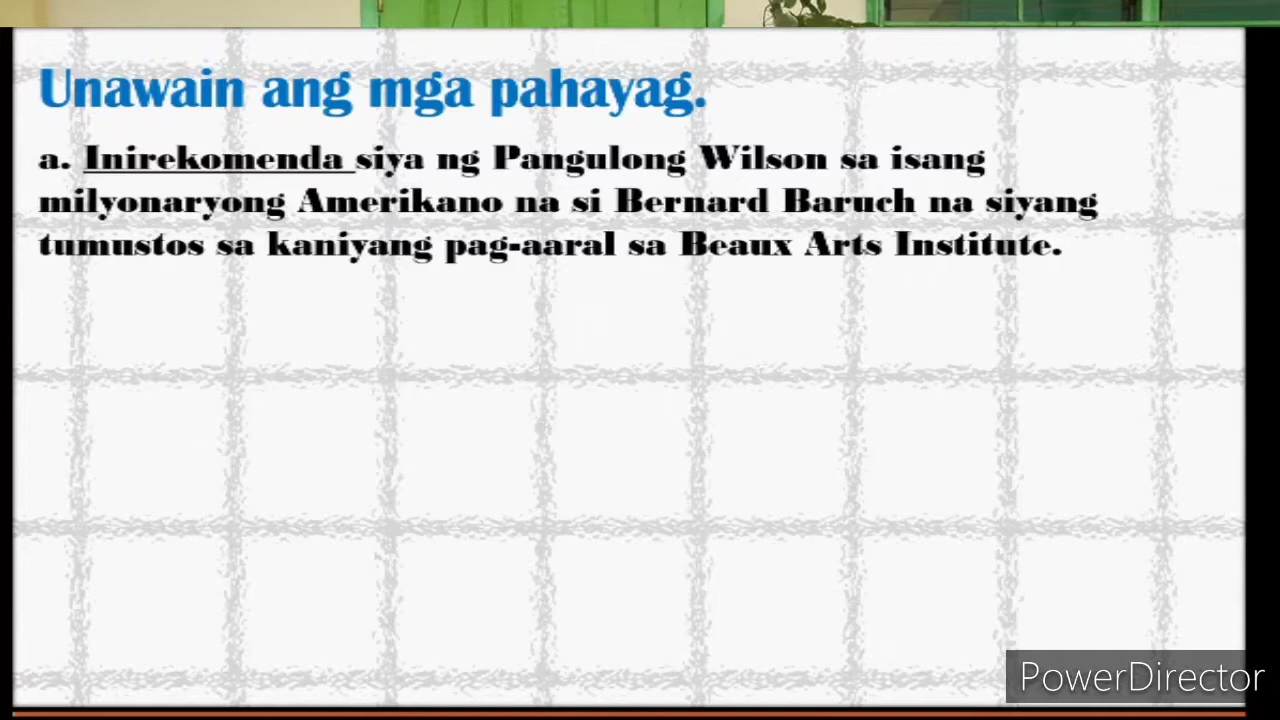 Unawain ang mga pahayag.
a. Inirekomenda siya ng Pangulong Wilson sa isang
milyonaryong Amerikano na si Bernard Baruch na siyang
tumustos sa kaniyang pag-aaral sa Beaux Arts Institute.
PowerDirector